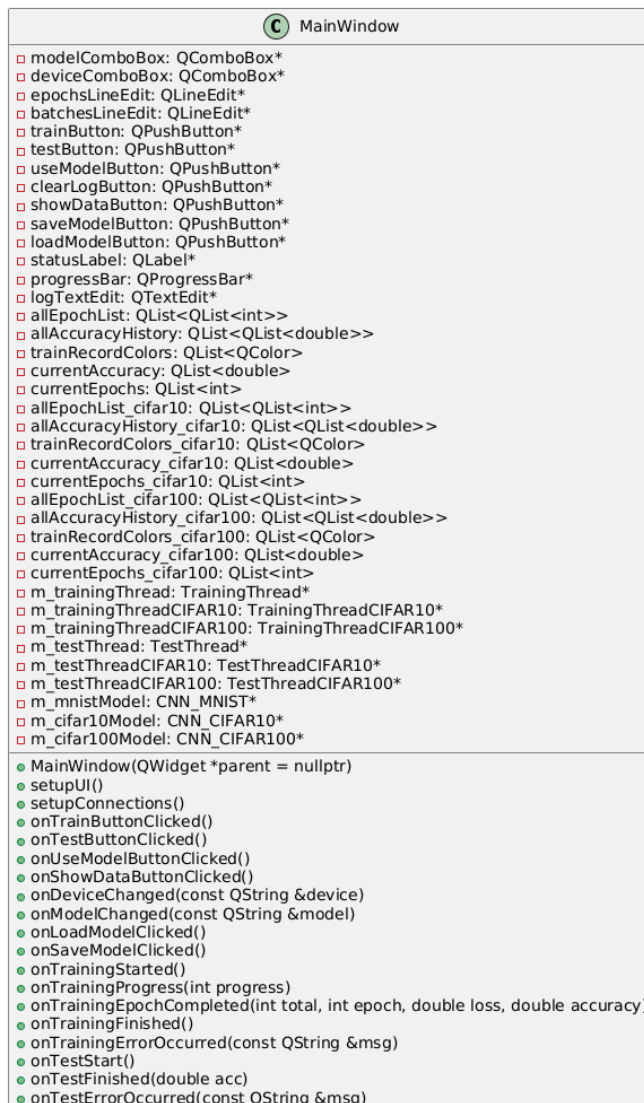 C MainWindow
modelComboBox: QComboBox*
deviceComboBox: QComboBox*
epochsLineEdit: QLineEdit*
batchesLineEdit: QLineEdit*
trainButton: QPushButton*
testButton: QPushButton*
useModelButton: QPushButton*
clearLogButton: QPushButton*
showDataButton: QPushButton*
saveModelButton: QPushButton*
loadModelButton: QPushButton*
statusLabel: QLabel*
progressBar: QProgressBar*
logTextEdit: QTextEdit*
allEpochList: QList<QList<int>>
allAccuracyHistory: QList<QList<double>>
trainRecordColors: QList<QColor>
currentAccuracy: QList<double>
currentEpochs: QList<int>
allEpochList_cifar10: QList<QList<int>>
allAccuracyHistory_cifar10: QList<QList<double>>
trainRecordColors_cifar10: QList<QColor>
currentAccuracy_cifar10: QList<double>
currentEpochs_cifar10: QList<int>
allEpochList_cifar100: QList<QList<int>>
allAccuracyHistory_cifar100: QList<QList<double>>
trainRecordColors_cifar100: QList<QColor>
currentAccuracy_cifar100: QList<double>
currentEpochs_cifar100: QList<int>
m_trainingThread: TrainingThread*
m_trainingThreadCIFAR10: TrainingThreadCIFAR10*
m_trainingThreadCIFAR100: TrainingThreadCIFAR100*
m_testThread: TestThread*
m_testThreadCIFAR10: TestThreadCIFAR10*
m_testThreadCIFAR100: TestThreadCIFAR100*
m_mnistModel: CNN_MNIST*
m_cifar10Model: CNN_CIFAR10*
m_cifar100Model: CNN_CIFAR100*
MainWindow(QWidget *parent = nullptr)
setupUI()
setupConnections()
onTrainButtonClicked()
onTestButtonClicked()
onUseModelButtonClicked()
onShowDataButtonClicked()
onDeviceChanged(const QString &device)
onModelChanged(const QString &model)
onLoadModelClicked()
onSaveModelClicked()
onTrainingStarted()
onTrainingProgress(int progress)
onTrainingEpochCompleted(int total, int epoch, double loss, double accuracy)
onTrainingFinished()
onTrainingErrorOccurred(const QString &msg)
onTestStart()
onTestFinished(double acc)
onTestErrorOccurred(const QString &msg)